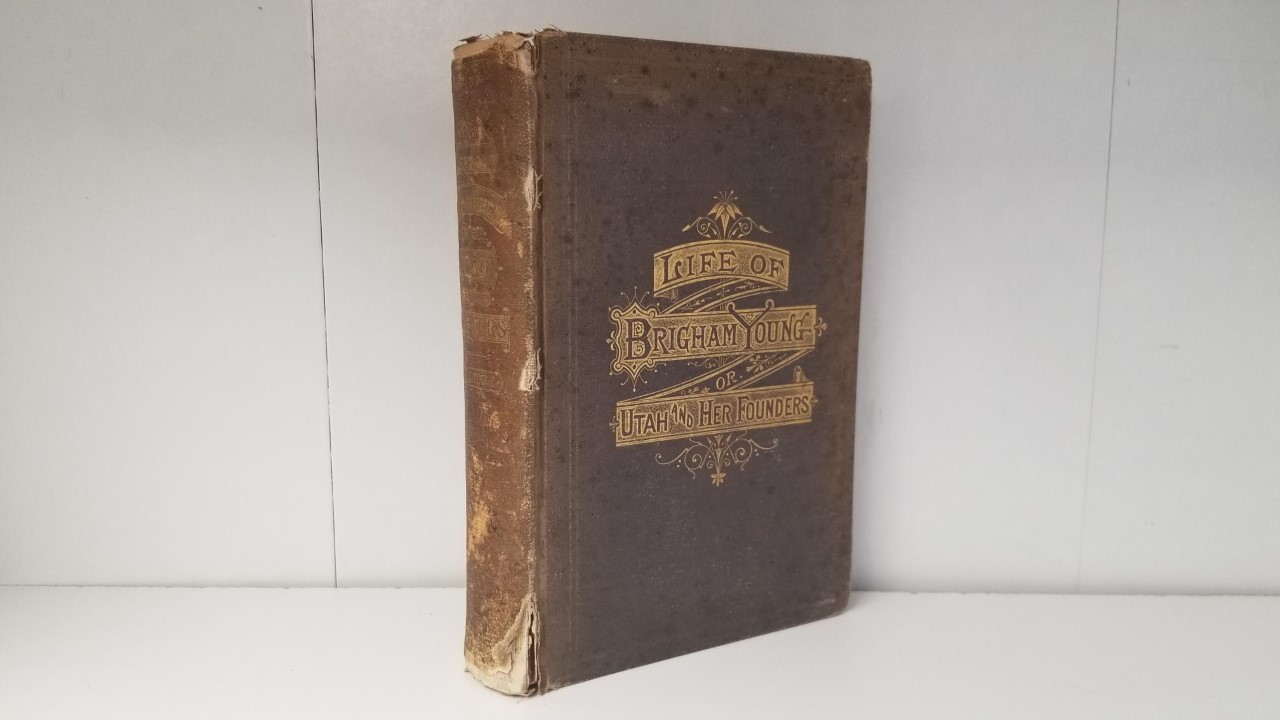 LIFE OF
BRIGHAM YOUNG
OR
UTAH AND HER FOUNDERS